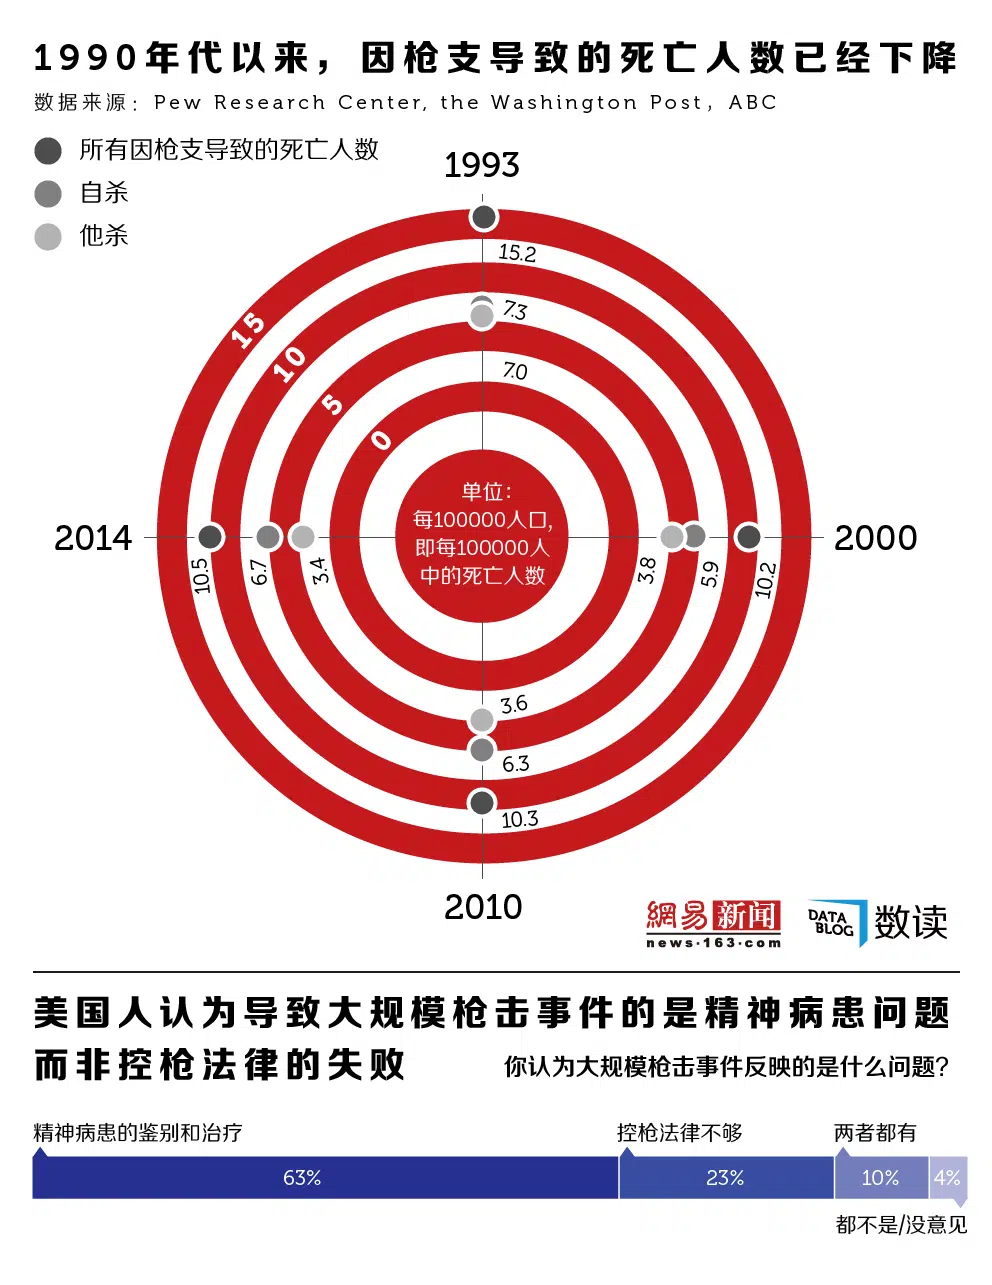 1990年代以来，因枪支导致的死亡人数已经下降
数据来源：Pew Research Center, the Washington Post，ABC
所有因枪支导致的死亡人数
自杀
他杀
1993
15.2
7.3
7.0
15
10
5
0
单位：
每100000人口,
即每100000人
中的死亡人数
2014
10.5
6.7
3.4
3.8
5.9
10.2
2000
3.6
6.3
10.3
2010
網易新闻
news·163·com
DATA
BLOG
数读
美国人认为导致大规模枪击事件的是精神病患问题
而非控枪法律的失败
你认为大规模枪击事件反映的是什么问题?
精神病患的鉴别和治疗
控枪法律不够
两者都有
63%
23%
10%
4%
都不是/没意见